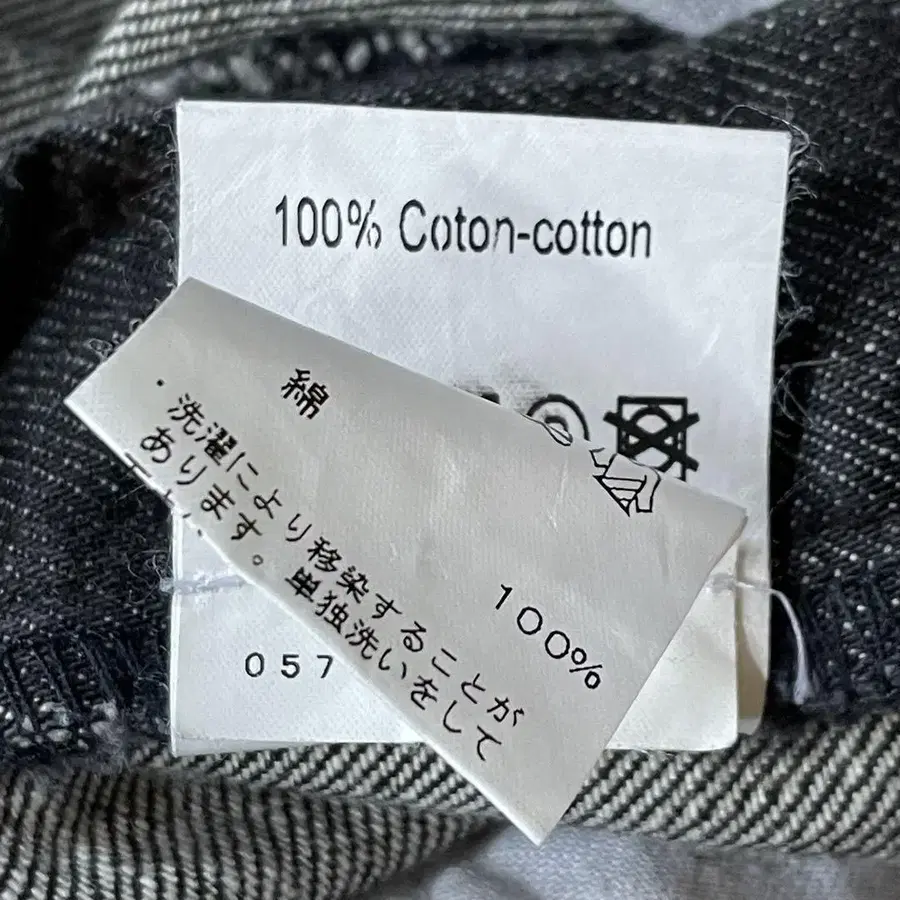 100% Coton-cotton
綿
100%
・洗濯により移染することが
あります。単独洗いをして
057